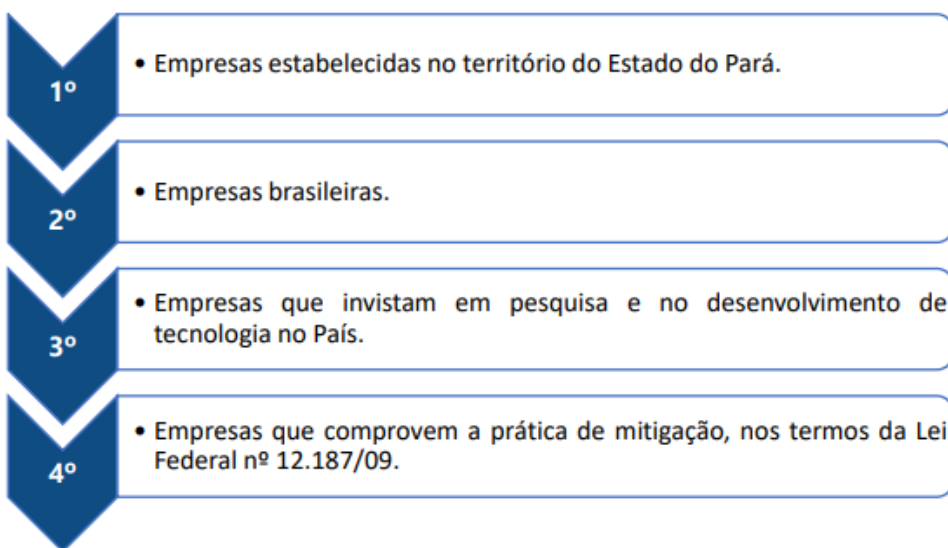 1º
• Empresas estabelecidas no território do Estado do Pará.
2º
• Empresas brasileiras.
3º
• Empresas que invistam em pesquisa e no desenvolvimento de
tecnologia no País.
4º
• Empresas que comprovem a prática de mitigação, nos termos da Lei
Federal nº 12.187/09.